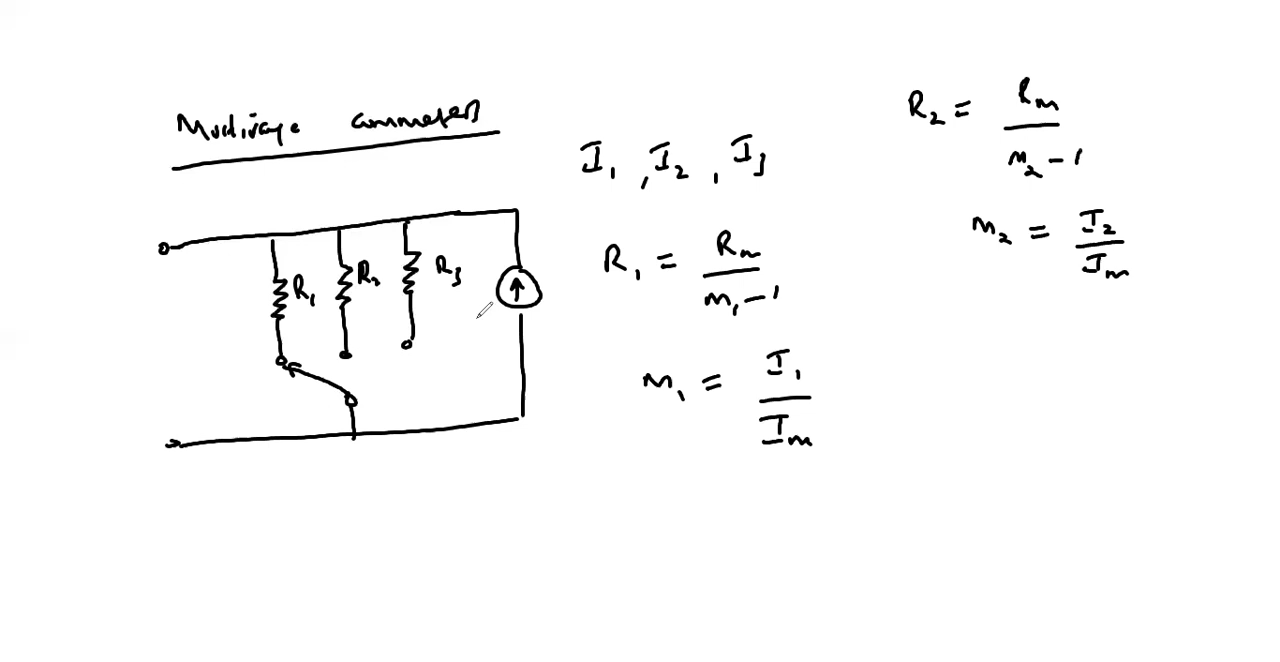 Multirange ammeters
I₁, I₂, I₃
R₁ R₂ R₃
R₁ = Rm / (m₁ - 1)
m₁ = I₁ / Im
R₂ = Rm / (m₂ - 1)
m₂ = I₂ / Im